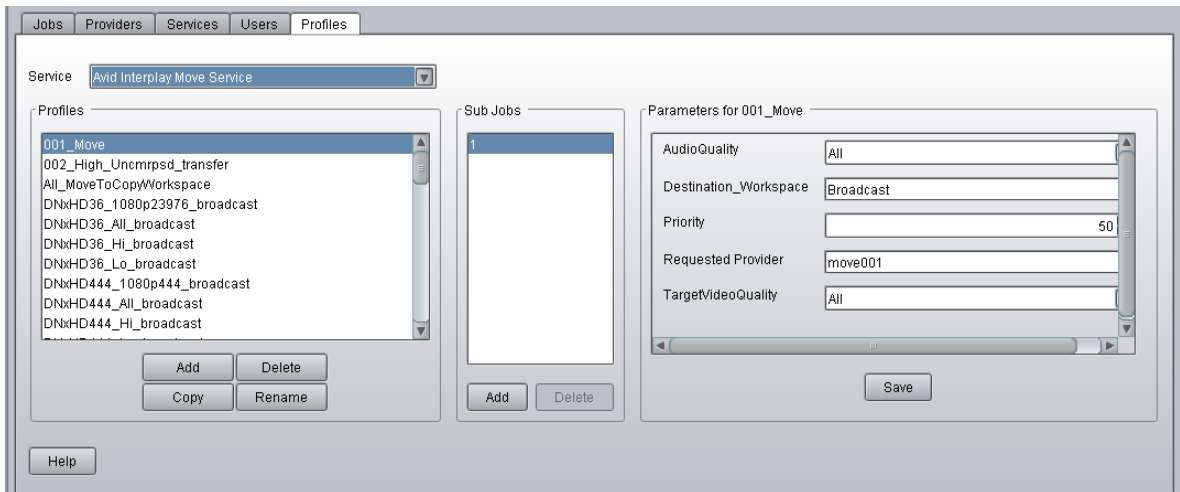 Jobs Providers Services Users Profiles
Service Avid Interplay Move Service
Profiles
001_Move
002_High_Uncmrpsd_transfer
All_MoveToCopyWorkspace
DNxHD36_1080p23976_broadcast
DNxHD36_All_broadcast
DNxHD36_Hi_broadcast
DNxHD36_Lo_broadcast
DNxHD444_1080p444_broadcast
DNxHD444_All_broadcast
DNxHD444_Hi_broadcast
Add Delete
Copy Rename
Sub Jobs
1
Add Delete
Parameters for 001_Move
AudioQuality All
Destination_Workspace Broadcast
Priority 50
Requested Provider move001
TargetVideoQuality All
Save
Help